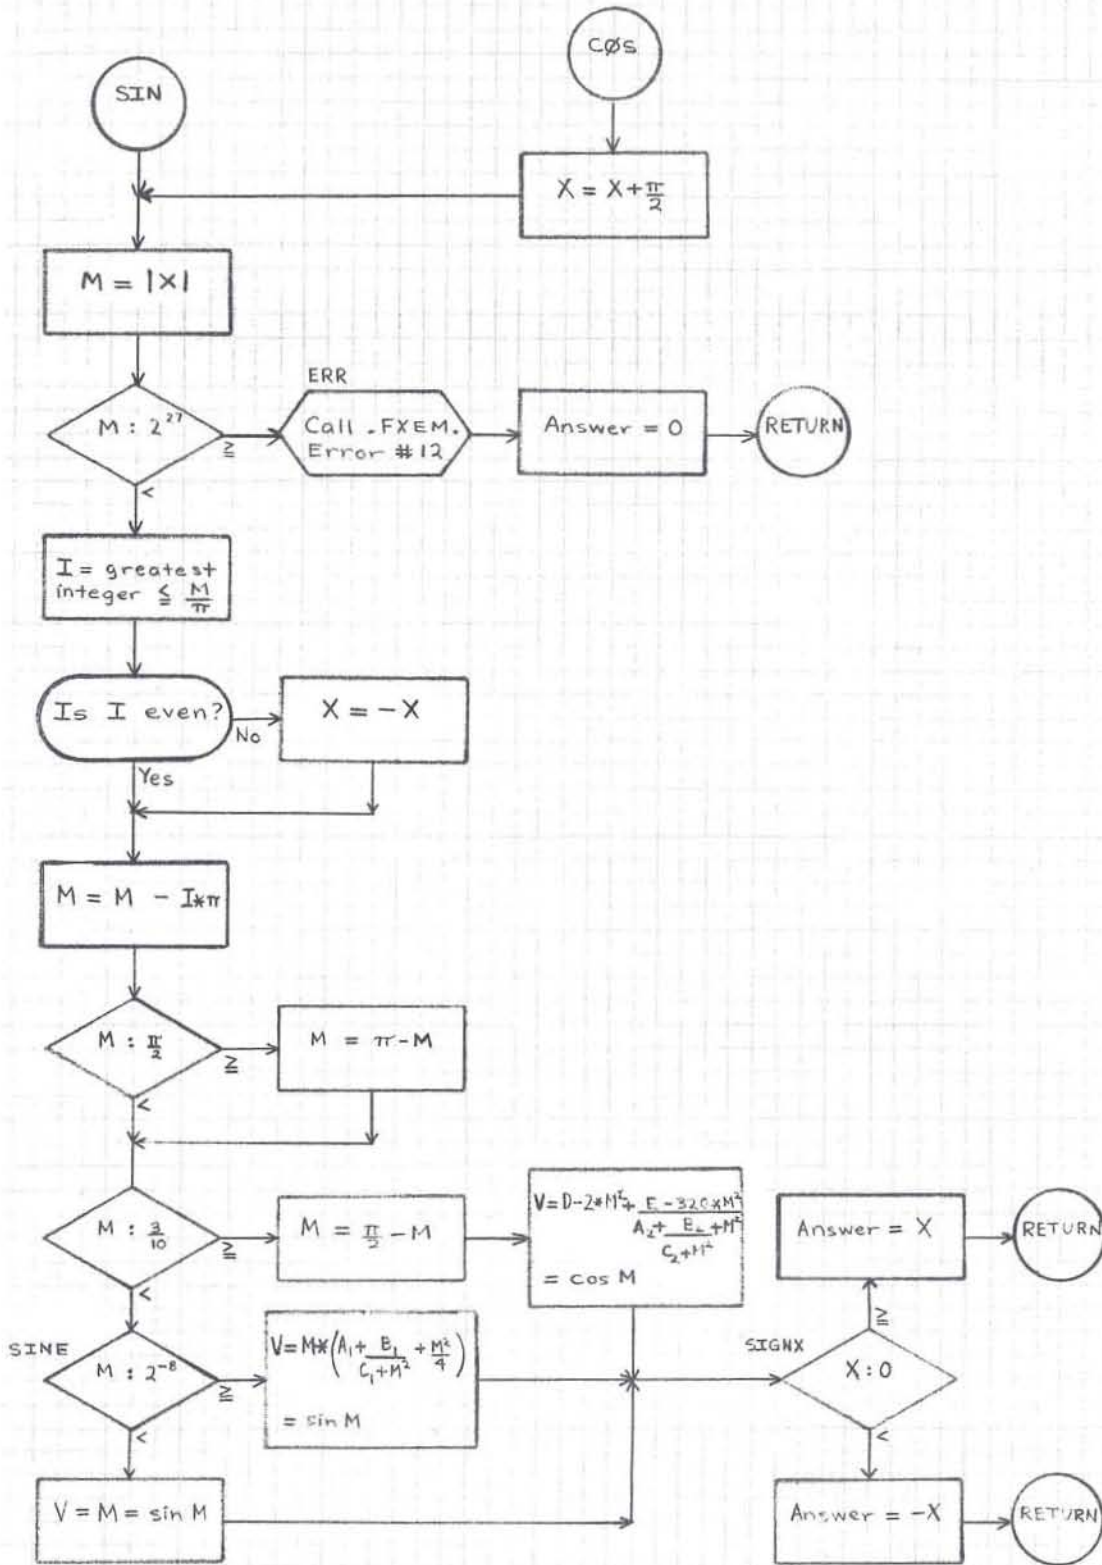 SIN
CØS
X = X + π/2
M = |X|
M : 2²⁷
≧
<
ERR
Call .FXEM.
Error #12
Answer = 0
RETURN
I = greatest
integer ≦ M/π
Is I even?
No
Yes
X = -X
M = M - I*π
M : π/2
≧
<
M = π - M
M : 3/10
≧
<
M = π/2 - M
V = D-2*M² + E-320*M²
A₂ + B₂ + M²
C₂ + M²
= cos M
Answer = X
RETURN
SINE
M : 2⁻⁸
≧
<
V = M*(A₁ + B₁/(C₁ + M²) + M²/4)
= sin M
SIGNX
X : 0
≧
<
V = M = sin M
Answer = -X
RETURN